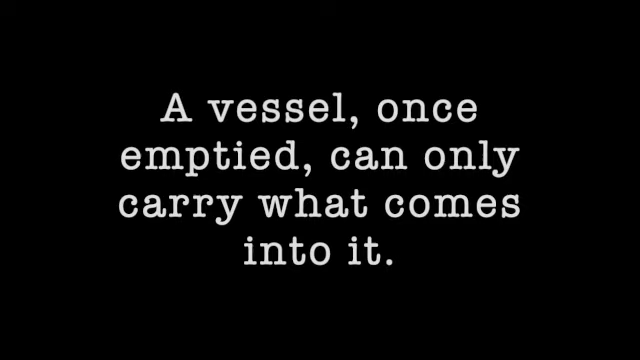 A vessel, once
emptied, can only
carry what comes
into it.